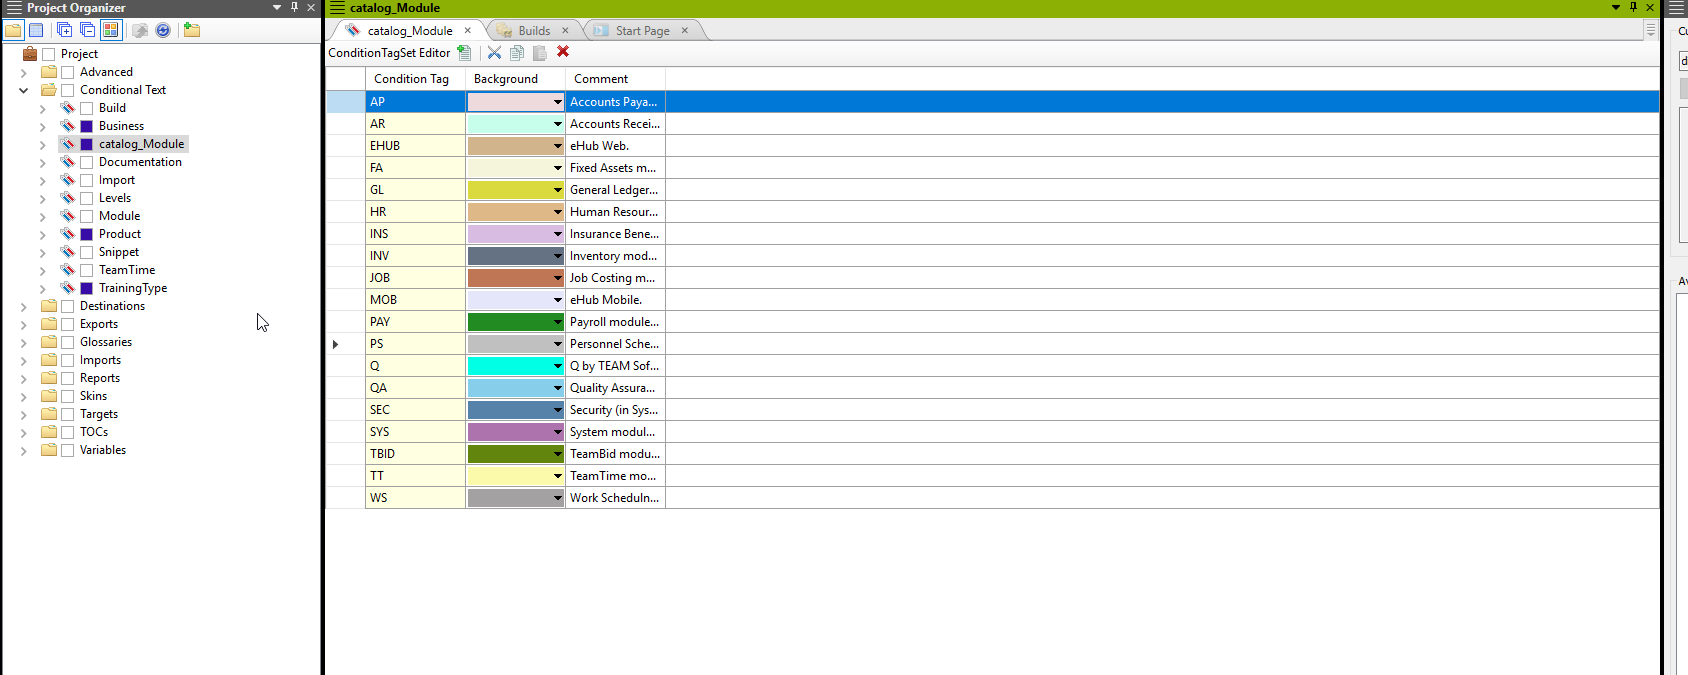 Project Organizer
Project
Advanced
Conditional Text
Build
Business
catalog_Module
Documentation
Import
Levels
Module
Product
Snippet
TeamTime
TrainingType
Destinations
Exports
Glossaries
Imports
Reports
Skins
Targets
TOCs
Variables
catalog_Module
catalog_Module Builds Start Page
ConditionTagSet Editor
Condition Tag Background Comment
AP Accounts Paya...
AR Accounts Recei...
EHUB eHub Web.
FA Fixed Assets m...
GL General Ledger...
HR Human Resour...
INS Insurance Bene...
INV Inventory mod...
JOB Job Costing m...
MOB eHub Mobile.
PAY Payroll module...
PS Personnel Sche...
Q Q by TEAM Sof...
QA Quality Assura...
SEC Security (in Sys...
SYS System modul...
TBID TeamBid modu...
TT TeamTime mo...
WS Work Scheduln...
Cu
d
Av